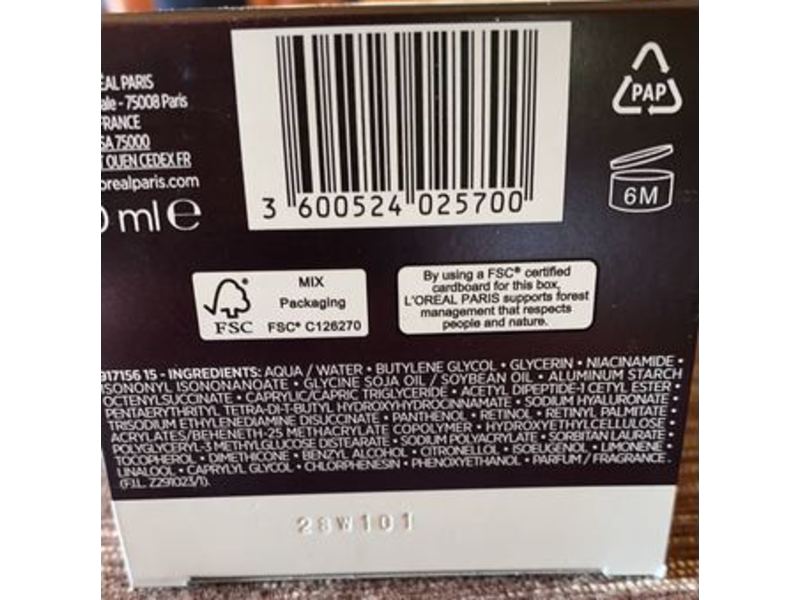 ÉAL PARIS
ale - 75008 Paris
FRANCE
SA 75000
T OUEN CEDEX FR
orealparis.com
0 ml e
3 600524 025700
PAP
6M
FSC
MIX
Packaging
FSC® C126270
By using a FSC® certified
cardboard for this box,
L'ORÉAL PARIS supports forest
management that respects
people and nature.
917156 15 - INGREDIENTS: AQUA / WATER • BUTYLENE GLYCOL • GLYCERIN • NIACINAMIDE •
ISONONYL ISONONANOATE • GLYCINE SOJA OIL / SOYBEAN OIL • ALUMINUM STARCH
OCTENYLSUCCINATE • CAPRYLIC/CAPRIC TRIGLYCERIDE • ACETYL DIPEPTIDE-1 CETYL ESTER •
PENTAERYTHRITYL TETRA-DI-T-BUTYL HYDROXYHYDROCINNAMATE • SODIUM HYALURONATE •
TRISODIUM ETHYLENEDIAMINE DISUCCINATE • PANTHENOL • RETINOL • RETINYL PALMITATE •
ACRYLATES/BEHENETH-25 METHACRYLATE COPOLYMER • HYDROXYETHYLCELLULOSE •
POLYGLYCERYL-3 METHYLGLUCOSE DISTEARATE • SODIUM POLYACRYLATE • SORBITAN LAURATE •
TOCOPHEROL • DIMETHICONE • BENZYL ALCOHOL • CITRONELLOL • ISOEUGENOL • LIMONENE •
LINALOOL • CAPRYLYL GLYCOL • CHLORPHENESIN • PHENOXYETHANOL • PARFUM / FRAGRANCE
(F.I.L. Z291023/1).
28W101